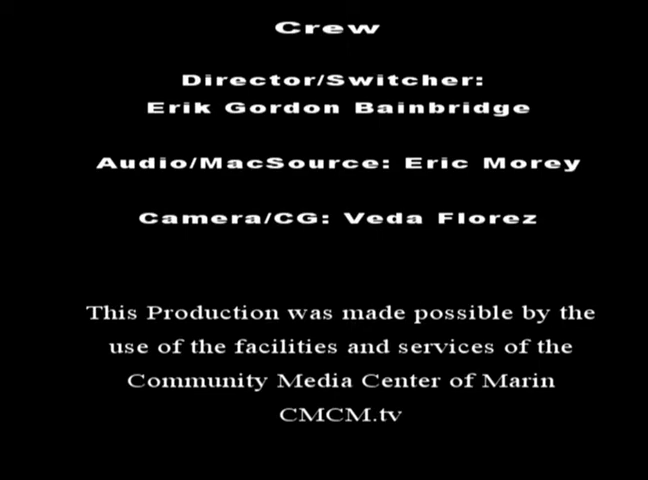 Crew
Director/Switcher:
Erik Gordon Bainbridge
Audio/MacSource: Eric Morey
Camera/CG: Veda Florez
This Production was made possible by the
use of the facilities and services of the
Community Media Center of Marin
CMCM.tv